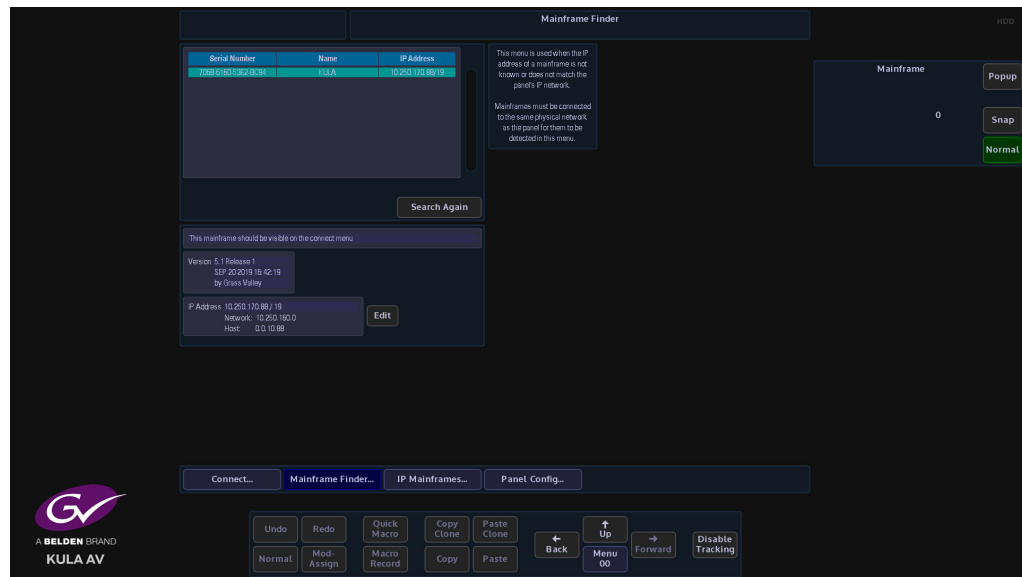 Mainframe Finder
HDD
Serial Number Name IP Address
706B-6160-53E2-BC94 KULA 10.250.170.88/19
Search Again
This menu is used when the IP
address of a mainframe is not
known or does not match the
panel's IP network.
Mainframes must be connected
to the same physical network
as the panel for them to be
detected in this menu.
Mainframe
0
Popup
Snap
Normal
This mainframe should be visible on the connect menu
Version 5.1 Release 1
SEP 20 2019 16:42:19
by Grass Valley
IP Address 10.250.170.88 / 19
Network: 10.250.160.0
Host: 0.0.10.88
Edit
Connect... Mainframe Finder... IP Mainframes... Panel Config...
GV
A BELDEN BRAND
KULA AV
Undo
Redo
Quick
Macro
Copy
Clone
Paste
Clone
Normal
Mod-
Assign
Macro
Record
Copy
Paste
Back
Up
Menu
00
Forward
Disable
Tracking